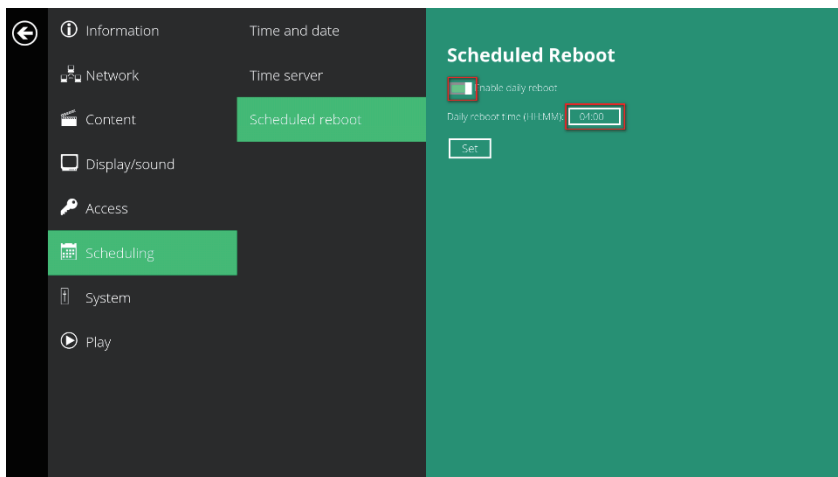 Information
Network
Content
Display/sound
Access
Scheduling
System
Play
Time and date
Time server
Scheduled reboot
Scheduled Reboot
Enable daily reboot
Daily reboot time (HH:MM): 04:00
Set